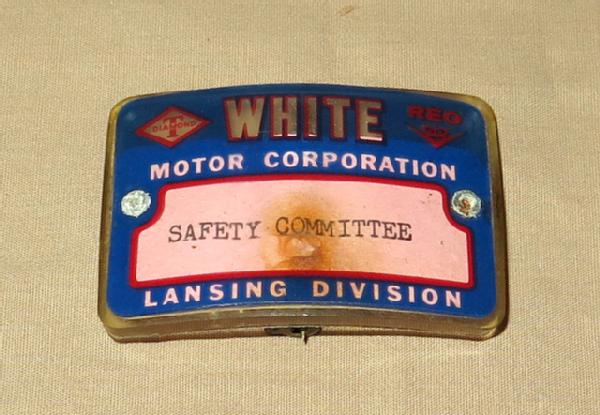 DIAMOND T
WHITE
REO
MOTOR CORPORATION
SAFETY COMMITTEE
LANSING DIVISION